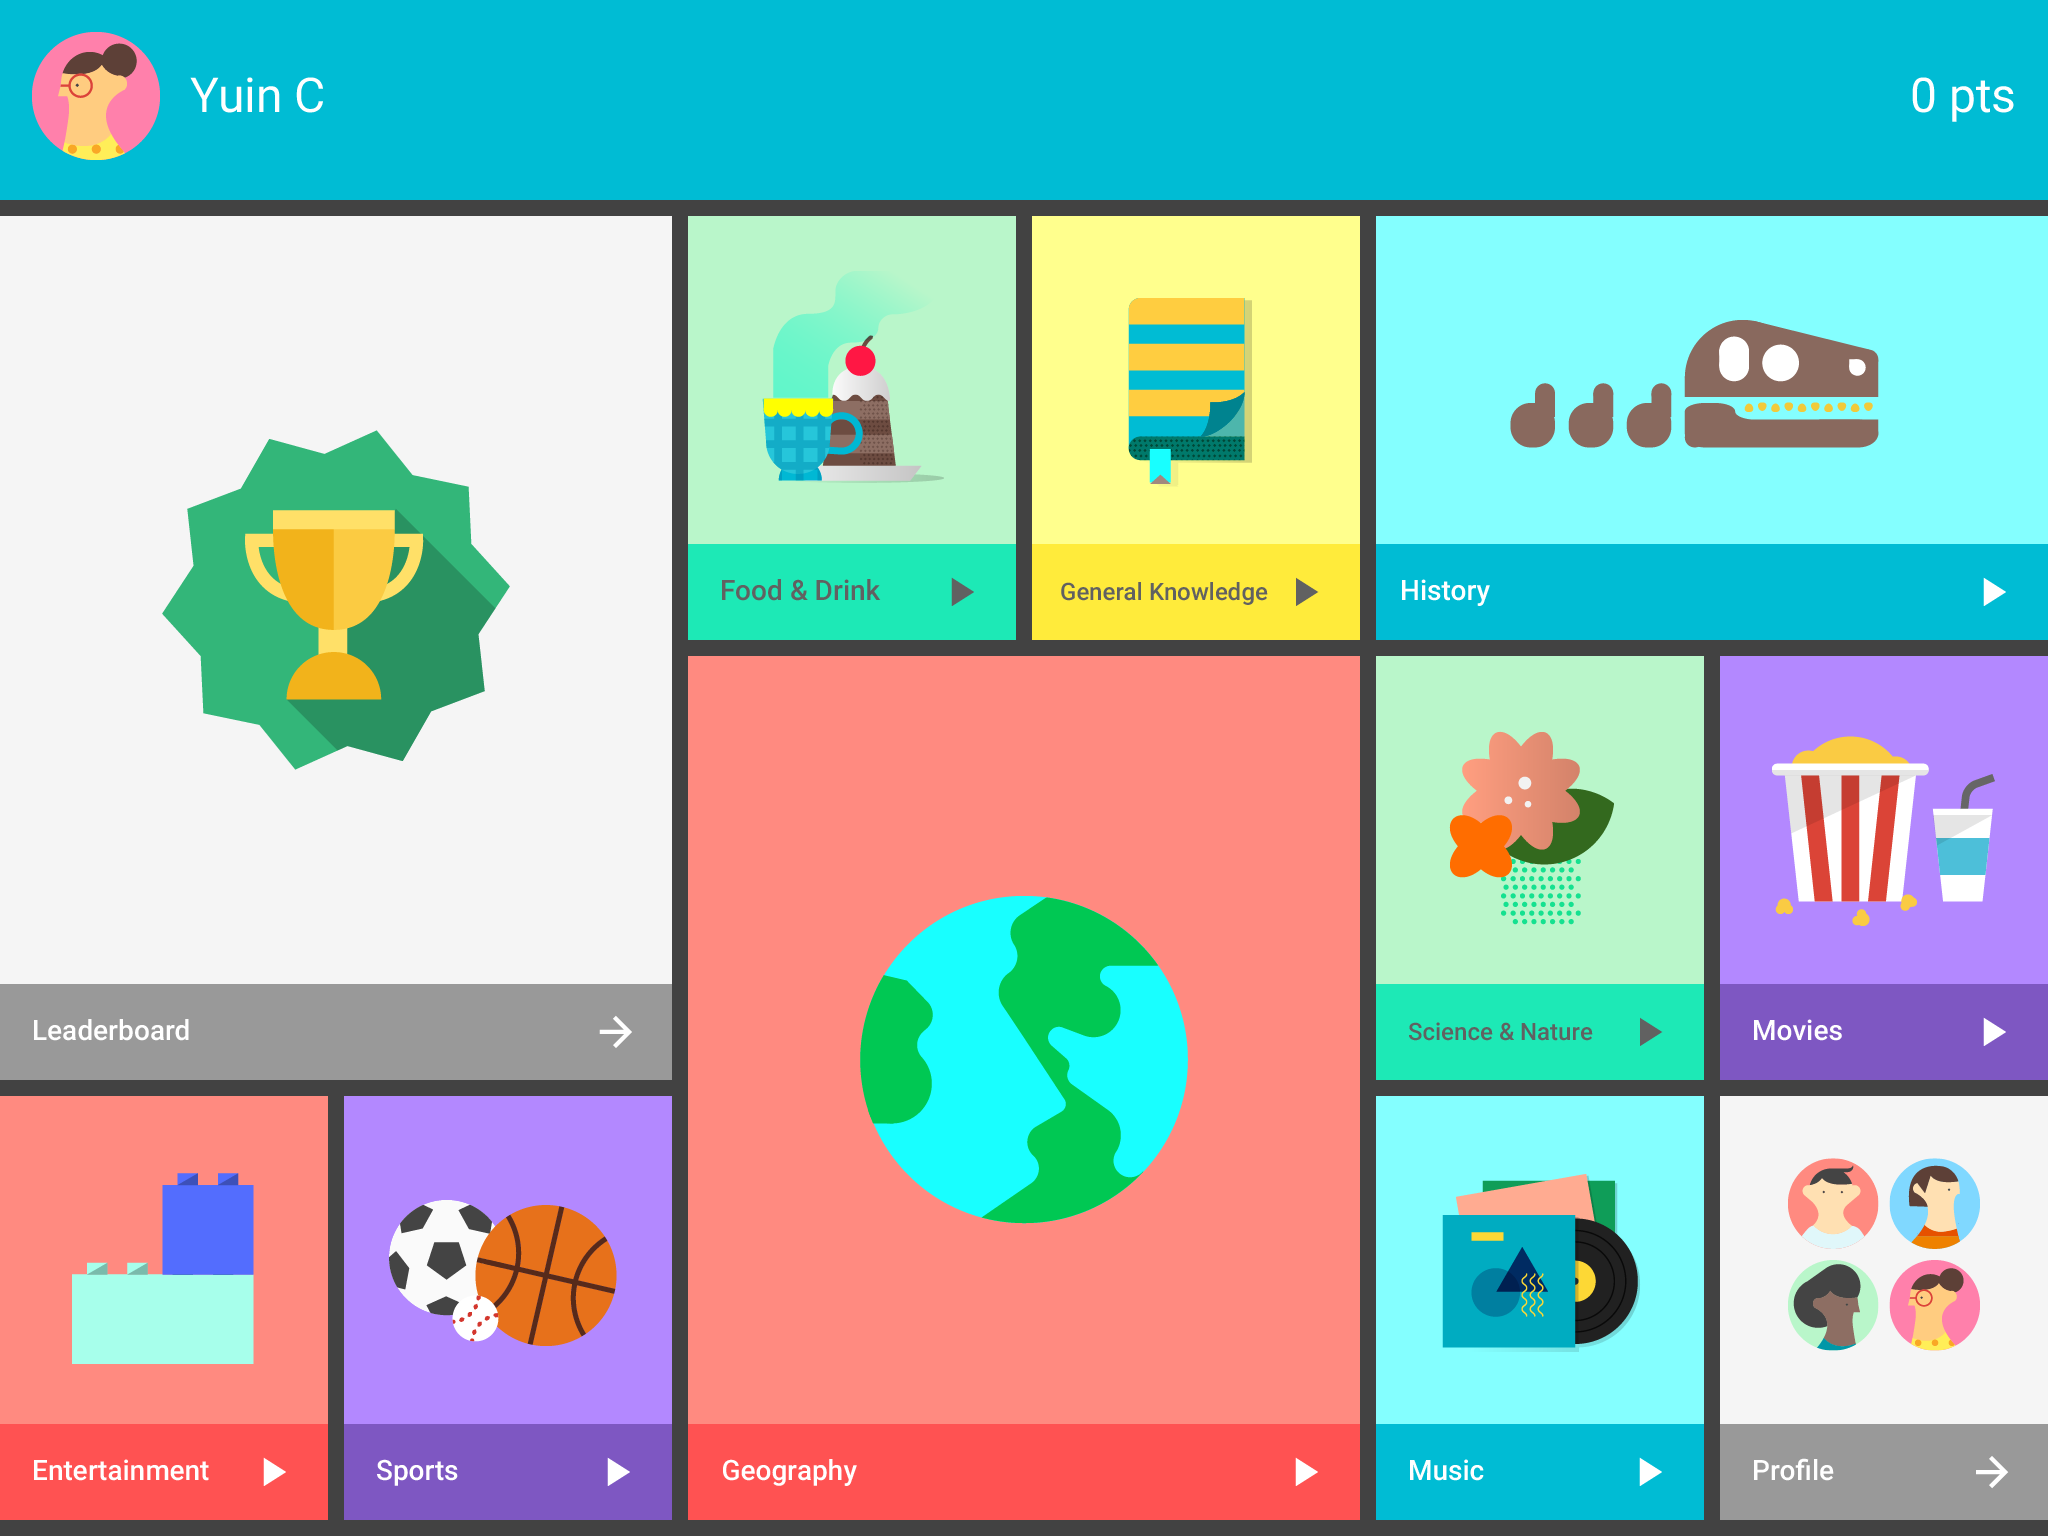 Yuin C
0 pts
Food & Drink
General Knowledge
History
Leaderboard
Science & Nature
Movies
Entertainment
Sports
Geography
Music
Profile